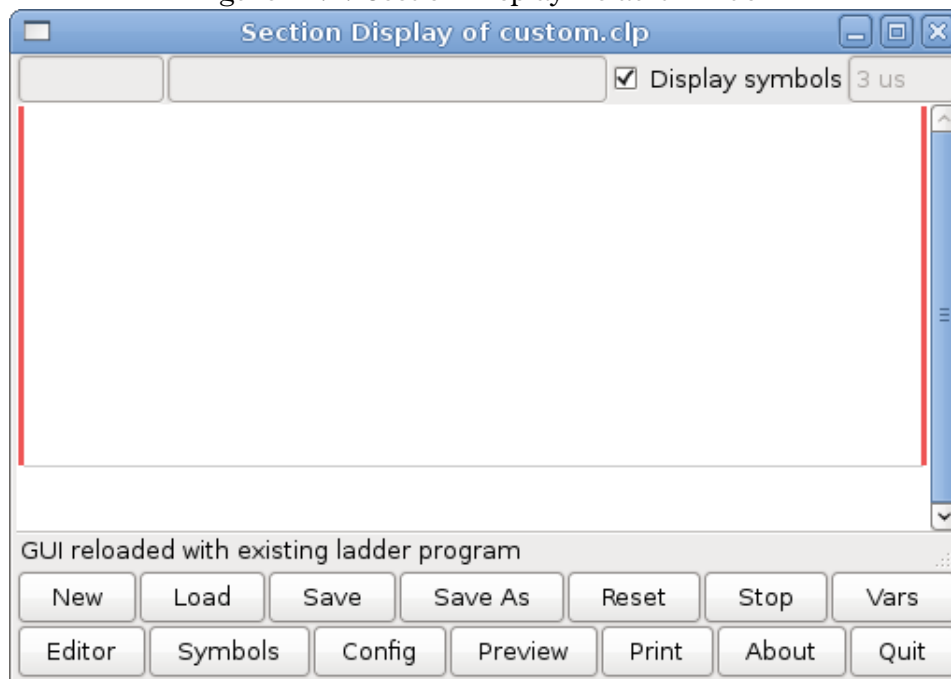 Section Display of custom.clp
Display symbols 3 us
GUI reloaded with existing ladder program
New Load Save Save As Reset Stop Vars
Editor Symbols Config Preview Print About Quit